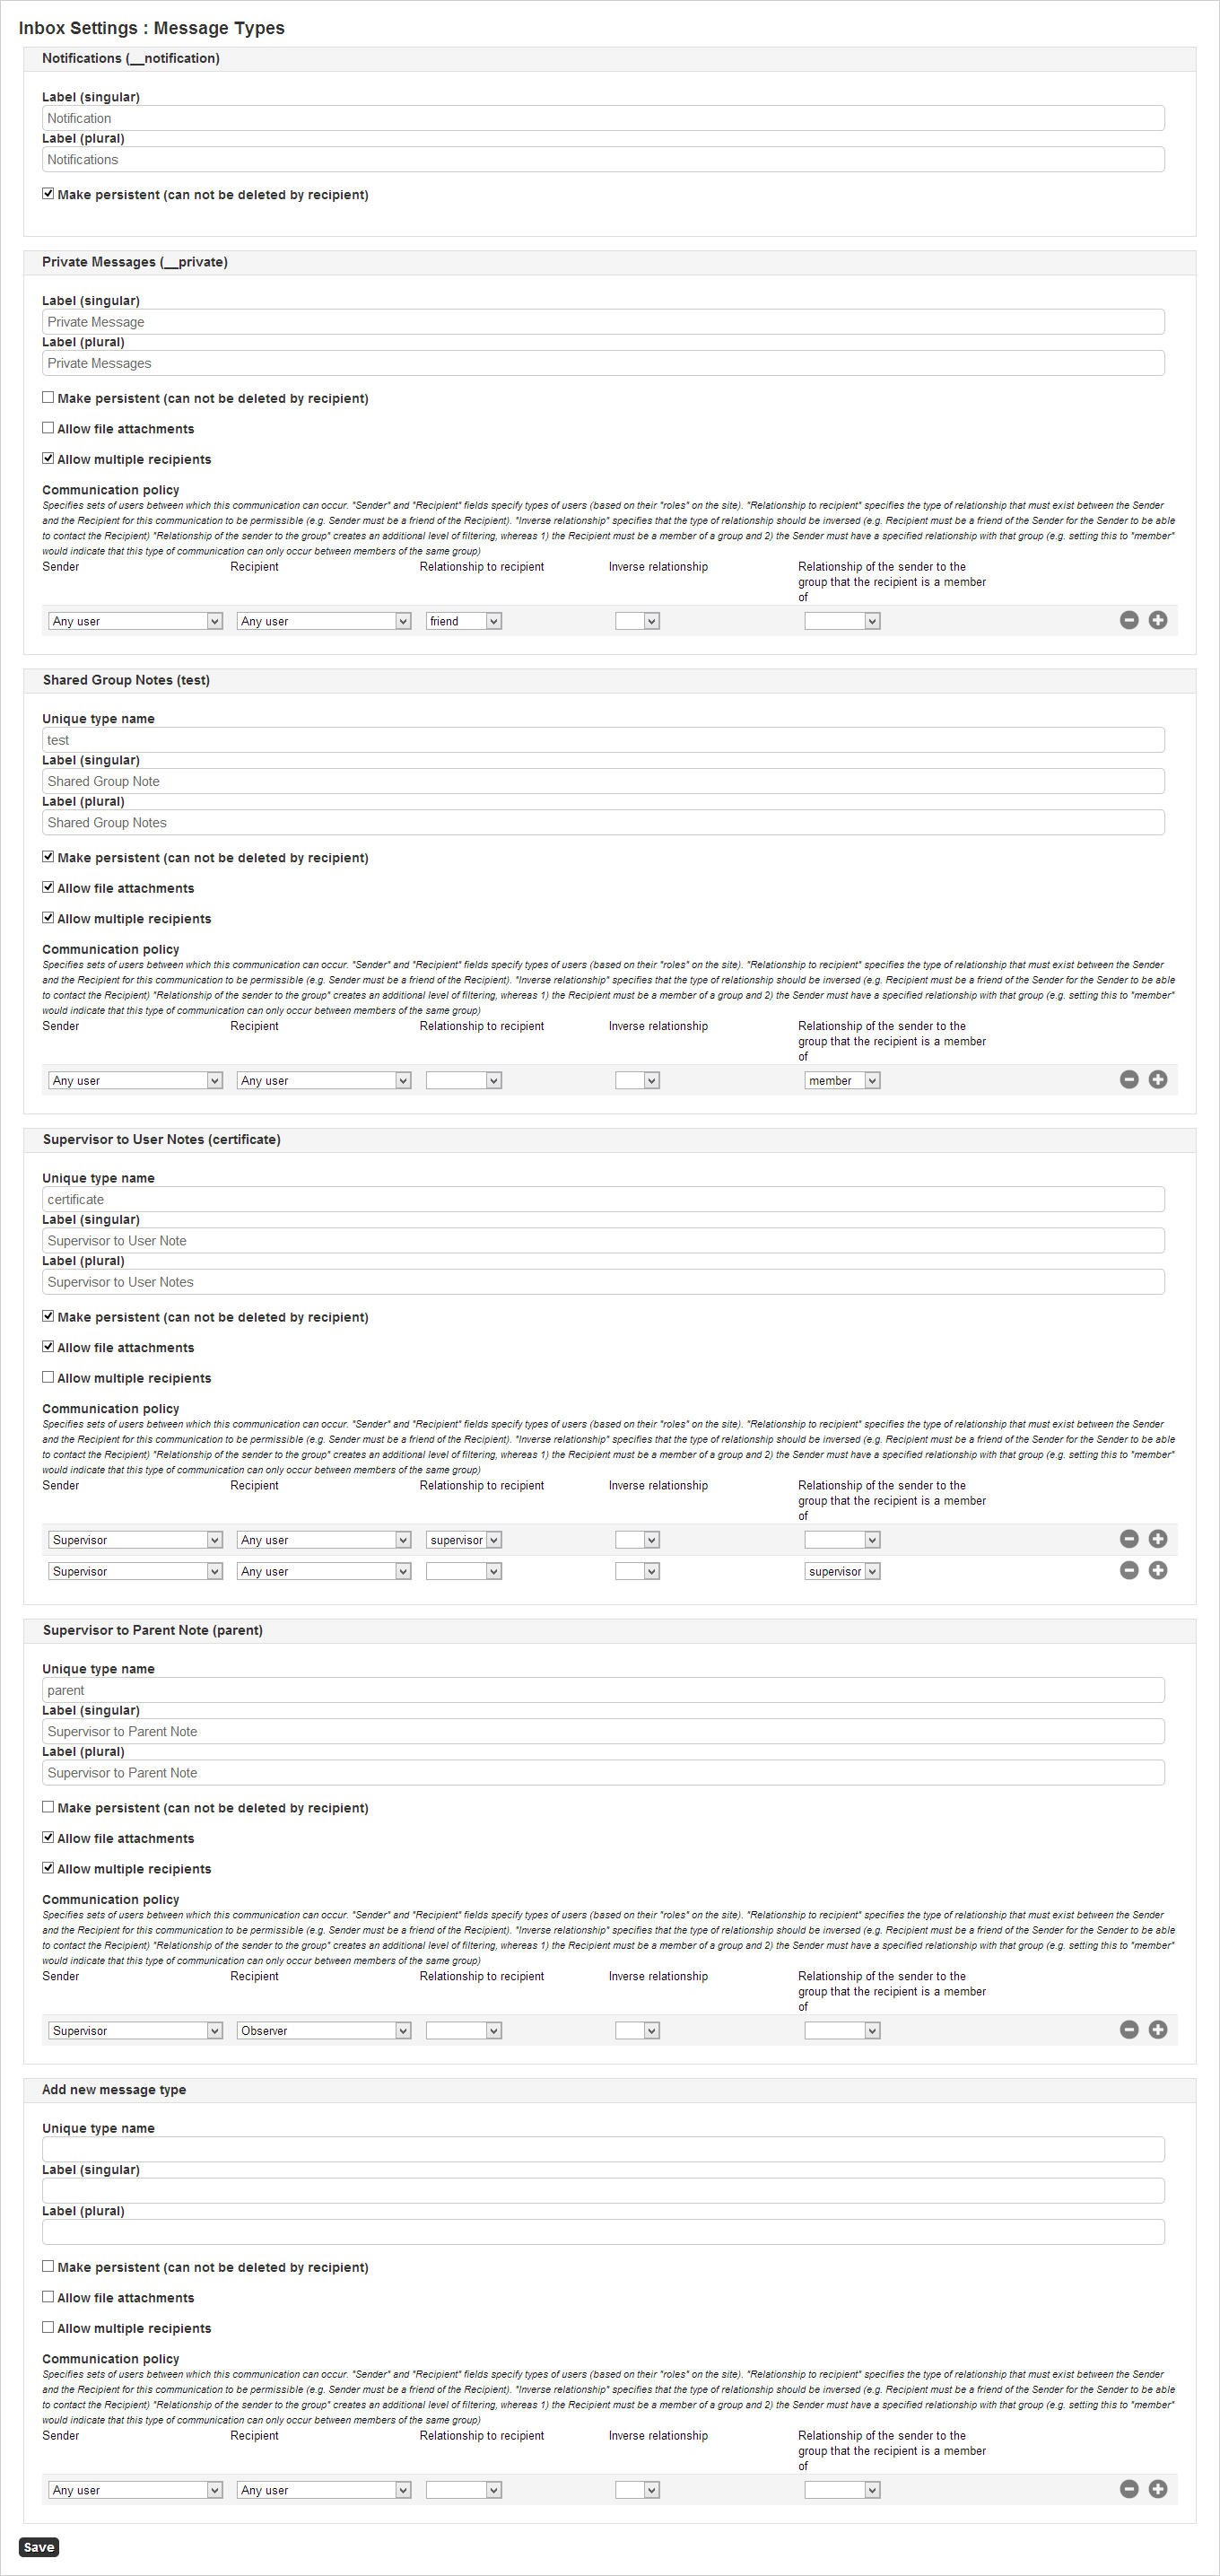 Inbox Settings : Message Types
Notifications (__notification)
Label (singular)
Notification
Label (plural)
Notifications
Make persistent (can not be deleted by recipient)
Private Messages (__private)
Label (singular)
Private Message
Label (plural)
Private Messages
Make persistent (can not be deleted by recipient)
Allow file attachments
Allow multiple recipients
Communication policy
Specifies sets of users between which this communication can occur. "Sender" and "Recipient" fields specify types of users (based on their "roles" on the site). "Relationship to recipient" specifies the type of relationship that must exist between the Sender
and the Recipient for this communication to be permissible (e.g. Sender must be a friend of the Recipient). "Inverse relationship" specifies that the type of relationship should be inversed (e.g. Recipient must be a friend of the Sender for the Sender to be able
to contact the Recipient) "Relationship of the sender to the group" creates an additional level of filtering, whereas 1) the Recipient must be a member of a group and 2) the Sender must have a specified relationship with that group (e.g. setting this to "member"
would indicate that this type of communication can only occur between members of the same group)
Sender Recipient Relationship to recipient Inverse relationship Relationship of the sender to the
group that the recipient is a member
of
Any user Any user friend
Shared Group Notes (test)
Unique type name
test
Label (singular)
Shared Group Note
Label (plural)
Shared Group Notes
Make persistent (can not be deleted by recipient)
Allow file attachments
Allow multiple recipients
Communication policy
Specifies sets of users between which this communication can occur. "Sender" and "Recipient" fields specify types of users (based on their "roles" on the site). "Relationship to recipient" specifies the type of relationship that must exist between the Sender
and the Recipient for this communication to be permissible (e.g. Sender must be a friend of the Recipient). "Inverse relationship" specifies that the type of relationship should be inversed (e.g. Recipient must be a friend of the Sender for the Sender to be able
to contact the Recipient) "Relationship of the sender to the group" creates an additional level of filtering, whereas 1) the Recipient must be a member of a group and 2) the Sender must have a specified relationship with that group (e.g. setting this to "member"
would indicate that this type of communication can only occur between members of the same group)
Sender Recipient Relationship to recipient Inverse relationship Relationship of the sender to the
group that the recipient is a member
of
Any user Any user member
Supervisor to User Notes (certificate)
Unique type name
certificate
Label (singular)
Supervisor to User Note
Label (plural)
Supervisor to User Notes
Make persistent (can not be deleted by recipient)
Allow file attachments
Allow multiple recipients
Communication policy
Specifies sets of users between which this communication can occur. "Sender" and "Recipient" fields specify types of users (based on their "roles" on the site). "Relationship to recipient" specifies the type of relationship that must exist between the Sender
and the Recipient for this communication to be permissible (e.g. Sender must be a friend of the Recipient). "Inverse relationship" specifies that the type of relationship should be inversed (e.g. Recipient must be a friend of the Sender for the Sender to be able
to contact the Recipient) "Relationship of the sender to the group" creates an additional level of filtering, whereas 1) the Recipient must be a member of a group and 2) the Sender must have a specified relationship with that group (e.g. setting this to "member"
would indicate that this type of communication can only occur between members of the same group)
Sender Recipient Relationship to recipient Inverse relationship Relationship of the sender to the
group that the recipient is a member
of
Supervisor Any user supervisor
Supervisor Any user supervisor
Supervisor to Parent Note (parent)
Unique type name
parent
Label (singular)
Supervisor to Parent Note
Label (plural)
Supervisor to Parent Note
Make persistent (can not be deleted by recipient)
Allow file attachments
Allow multiple recipients
Communication policy
Specifies sets of users between which this communication can occur. "Sender" and "Recipient" fields specify types of users (based on their "roles" on the site). "Relationship to recipient" specifies the type of relationship that must exist between the Sender
and the Recipient for this communication to be permissible (e.g. Sender must be a friend of the Recipient). "Inverse relationship" specifies that the type of relationship should be inversed (e.g. Recipient must be a friend of the Sender for the Sender to be able
to contact the Recipient) "Relationship of the sender to the group" creates an additional level of filtering, whereas 1) the Recipient must be a member of a group and 2) the Sender must have a specified relationship with that group (e.g. setting this to "member"
would indicate that this type of communication can only occur between members of the same group)
Sender Recipient Relationship to recipient Inverse relationship Relationship of the sender to the
group that the recipient is a member
of
Supervisor Observer
Add new message type
Unique type name
Label (singular)
Label (plural)
Make persistent (can not be deleted by recipient)
Allow file attachments
Allow multiple recipients
Communication policy
Specifies sets of users between which this communication can occur. "Sender" and "Recipient" fields specify types of users (based on their "roles" on the site). "Relationship to recipient" specifies the type of relationship that must exist between the Sender
and the Recipient for this communication to be permissible (e.g. Sender must be a friend of the Recipient). "Inverse relationship" specifies that the type of relationship should be inversed (e.g. Recipient must be a friend of the Sender for the Sender to be able
to contact the Recipient) "Relationship of the sender to the group" creates an additional level of filtering, whereas 1) the Recipient must be a member of a group and 2) the Sender must have a specified relationship with that group (e.g. setting this to "member"
would indicate that this type of communication can only occur between members of the same group)
Sender Recipient Relationship to recipient Inverse relationship Relationship of the sender to the
group that the recipient is a member
of
Any user Any user
Save